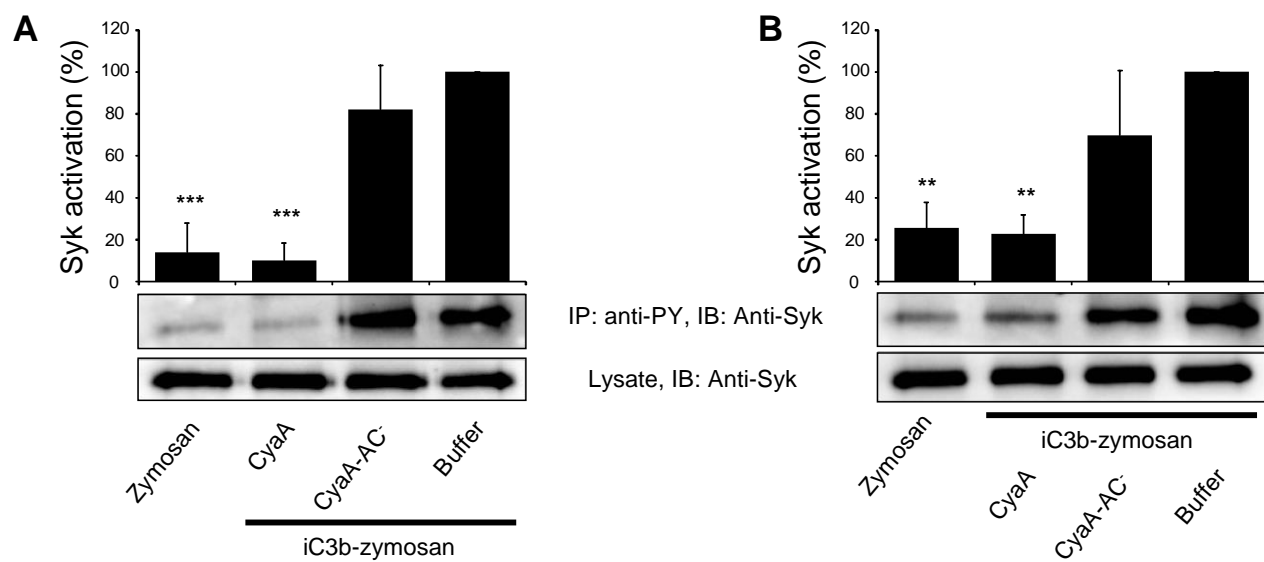 A
Syk activation (%)
120
100
80
60
40
20
0
***
***
B
Syk activation (%)
120
100
80
60
40
20
0
**
**
IP: anti-PY, IB: Anti-Syk
Lysate, IB: Anti-Syk
Zymosan
CyaA
CyaA-AC⁻
Buffer
iC3b-zymosan
Zymosan
iC3b-zymosan
CyaA
CyaA-AC⁻
Buffer